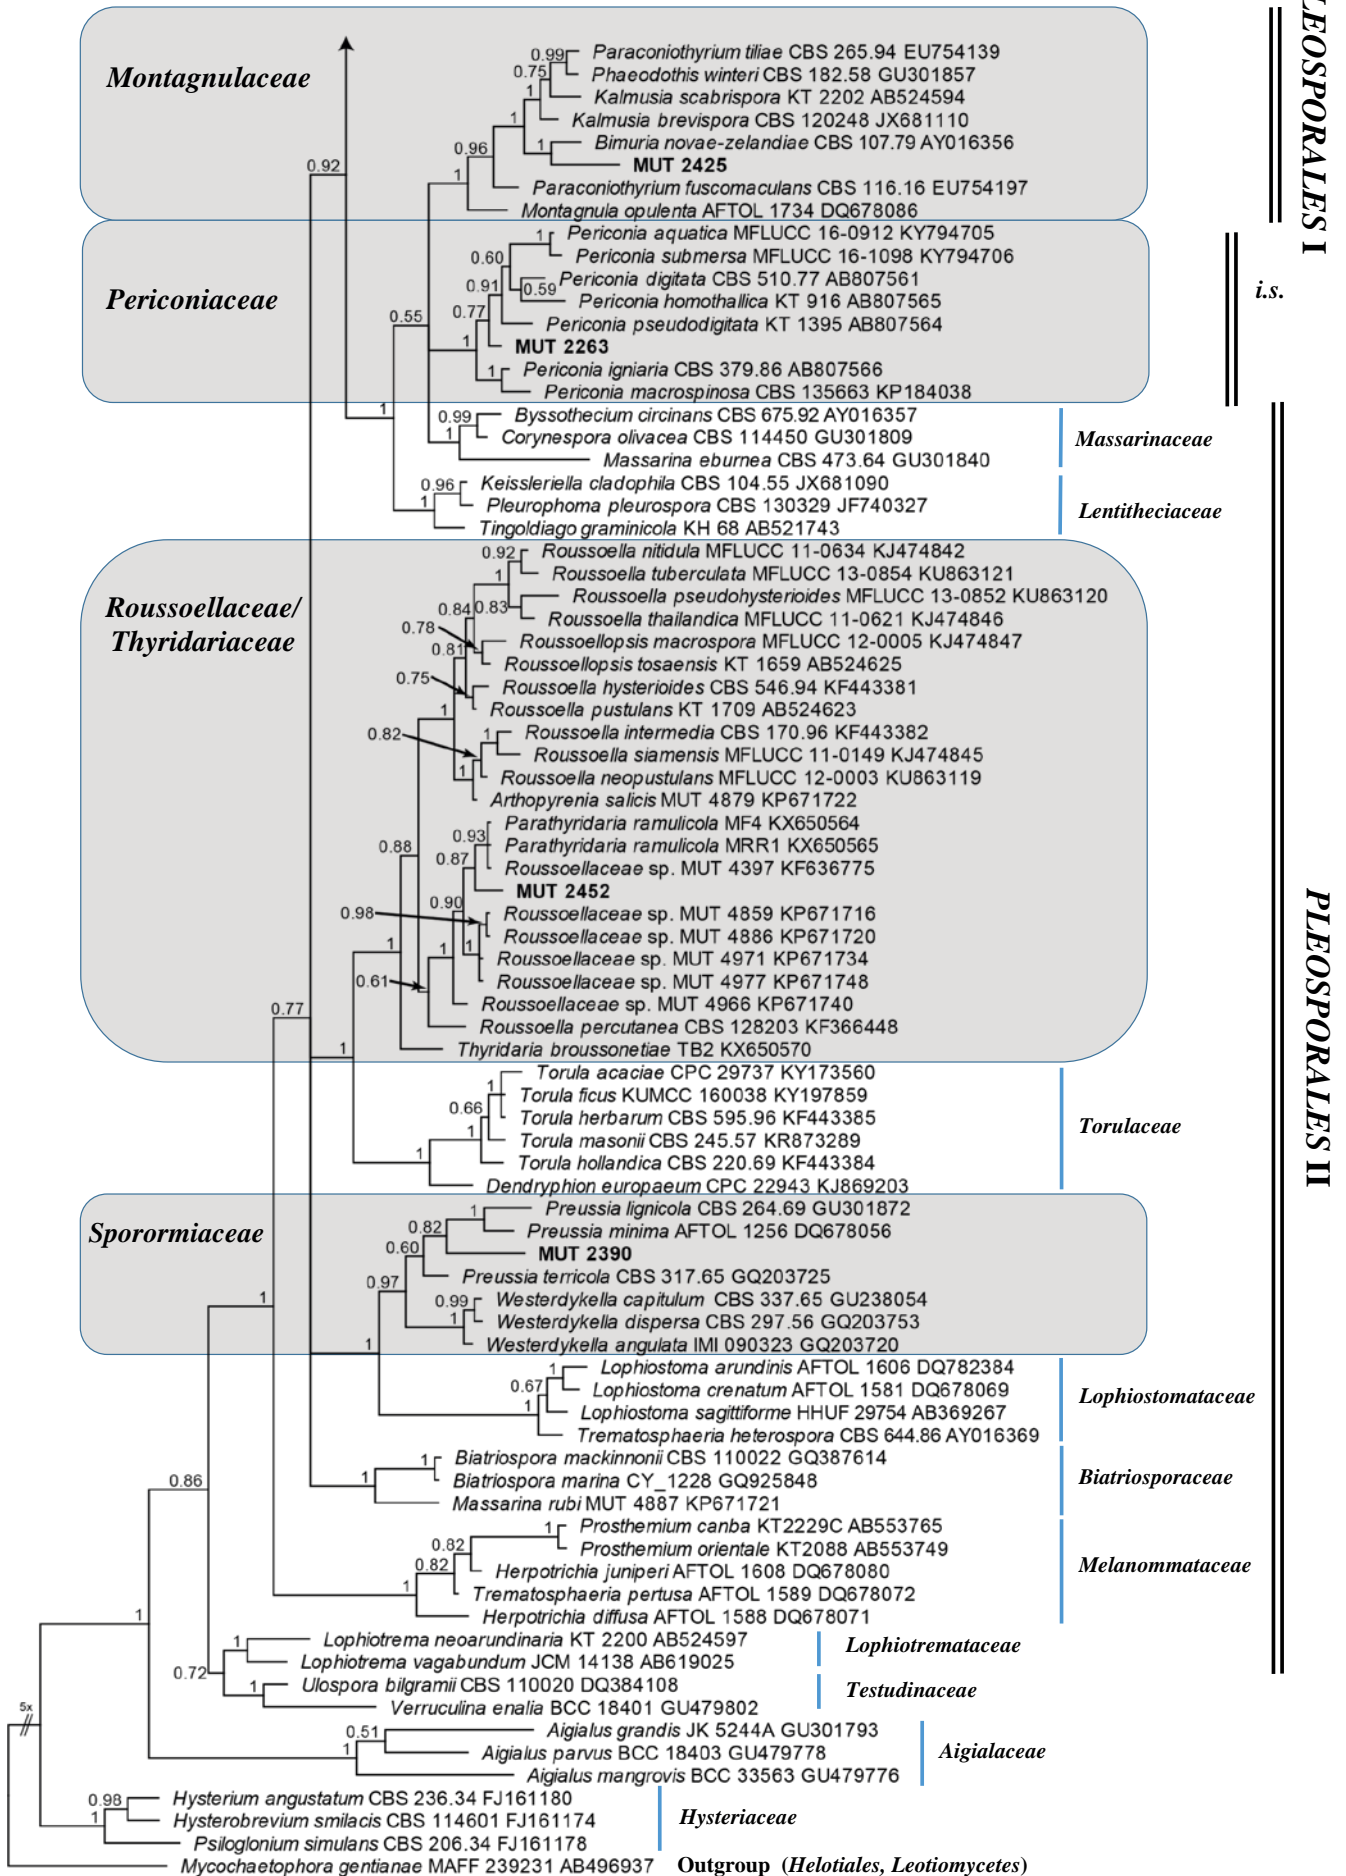 Montagnulaceae
0.92
0.99
Paraconiothyrium tiliae CBS 265.94 EU754139
0.75
Phaeodothis winteri CBS 182.58 GU301857
1
Kalmusia scabrispora KT 2202 AB524594
1
Kalmusia brevispora CBS 120248 JX681110
0.96
1
Bimuria novae-zelandiae CBS 107.79 AY016356
MUT 2425
1
Paraconiothyrium fuscomaculans CBS 116.16 EU754197
Montagnula opulenta AFTOL 1734 DQ678086
LEOSPORALES I
Periconiaceae
1
Periconia aquatica MFLUCC 16-0912 KY794705
Periconia submersa MFLUCC 16-1098 KY794706
0.60
Periconia digitata CBS 510.77 AB807561
0.91
0.59
Periconia homothallica KT 916 AB807565
0.55
0.77
Periconia pseudodigitata KT 1395 AB807564
1
MUT 2263
1
Periconia igniaria CBS 379.86 AB807566
Periconia macrospinosa CBS 135663 KP184038
i.s.
1
0.99
Byssothecium circinans CBS 675.92 AY016357
1
Corynespora olivacea CBS 114450 GU301809
Massarina eburnea CBS 473.64 GU301840
Massarinaceae
0.96
Keissleriella cladophila CBS 104.55 JX681090
1
Pleurophoma pleurospora CBS 130329 JF740327
Tingoldiago graminicola KH 68 AB521743
Lentitheciaceae
Roussoellaceae/
Thyridariaceae
0.92
Roussoella nitidula MFLUCC 11-0634 KJ474842
1
Roussoella tuberculata MFLUCC 13-0854 KU863121
0.84
0.83
Roussoella pseudohysterioides MFLUCC 13-0852 KU863120
Roussoella thailandica MFLUCC 11-0621 KJ474846
0.78
Roussoellopsis macrospora MFLUCC 12-0005 KJ474847
0.81
Roussoellopsis tosaensis KT 1659 AB524625
0.75
Roussoella hysterioides CBS 546.94 KF443381
1
Roussoella pustulans KT 1709 AB524623
0.82
1
Roussoella intermedia CBS 170.96 KF443382
Roussoella siamensis MFLUCC 11-0149 KJ474845
1
Roussoella neopustulans MFLUCC 12-0003 KU863119
Arthopyrenia salicis MUT 4879 KP671722
Parathyridaria ramulicola MF4 KX650564
0.88
0.93
Parathyridaria ramulicola MRR1 KX650565
0.87
Roussoellaceae sp. MUT 4397 KF636775
MUT 2452
0.98
0.90
Roussoellaceae sp. MUT 4859 KP671716
Roussoellaceae sp. MUT 4886 KP671720
1
1
1
Roussoellaceae sp. MUT 4971 KP671734
0.61
Roussoellaceae sp. MUT 4977 KP671748
Roussoellaceae sp. MUT 4966 KP671740
0.77
Roussoella percutanea CBS 128203 KF366448
1
Thyridaria broussonetiae TB2 KX650570
PLEOSPORALES II
1
Torula acaciae CPC 29737 KY173560
Torula ficus KUMCC 160038 KY197859
0.66
Torula herbarum CBS 595.96 KF443385
1
Torula masonii CBS 245.57 KR873289
1
Torula hollandica CBS 220.69 KF443384
Dendryphion europaeum CPC 22943 KJ869203
Torulaceae
Sporormiaceae
1
Preussia lignicola CBS 264.69 GU301872
0.82
Preussia minima AFTOL 1256 DQ678056
0.60
MUT 2390
0.97
Preussia terricola CBS 317.65 GQ203725
1
0.99
Westerdykella capitulum CBS 337.65 GU238054
1
Westerdykella dispersa CBS 297.56 GQ203753
1
Westerdykella angulata IMI 090323 GQ203720
1
Lophiostoma arundinis AFTOL 1606 DQ782384
0.67
Lophiostoma crenatum AFTOL 1581 DQ678069
1
Lophiostoma sagittiforme HHUF 29754 AB369267
Trematosphaeria heterospora CBS 644.86 AY016369
Lophiostomataceae
1
Biatriospora mackinnonii CBS 110022 GQ387614
0.86
1
Biatriospora marina CY_1228 GQ925848
Massarina rubi MUT 4887 KP671721
Biatriosporaceae
1
Prosthemium canba KT2229C AB553765
0.82
Prosthemium orientale KT2088 AB553749
0.82
Herpotrichia juniperi AFTOL 1608 DQ678080
1
Trematosphaeria pertusa AFTOL 1589 DQ678072
1
Herpotrichia diffusa AFTOL 1588 DQ678071
Melanommataceae
1
Lophiotrema neoarundinaria KT 2200 AB524597
Lophiotrema vagabundum JCM 14138 AB619025
Lophiotremataceae
0.72
1
Ulospora bilgramii CBS 110020 DQ384108
Verruculina enalia BCC 18401 GU479802
Testudinaceae
5x
0.51
Aigialus grandis JK 5244A GU301793
1
Aigialus parvus BCC 18403 GU479778
Aigialus mangrovis BCC 33563 GU479776
Aigialaceae
0.98
Hysterium angustatum CBS 236.34 FJ161180
1
Hysterobrevium smilacis CBS 114601 FJ161174
Psiloglonium simulans CBS 206.34 FJ161178
Hysteriaceae
Mycochaetophora gentianae MAFF 239231 AB496937
Outgroup (Helotiales, Leotiomycetes)